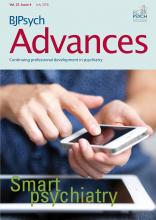 BJPsych
Advances
Continuing professional development in psychiatry
Smart
psychiatry